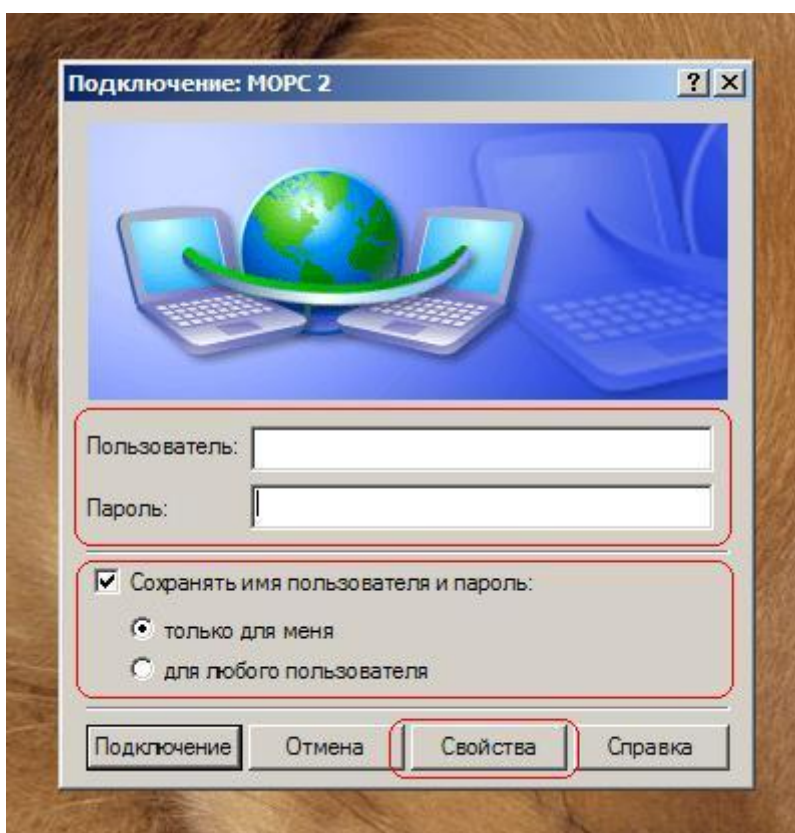 Подключение: МОРС 2
Пользователь:
Пароль:
Сохранять имя пользователя и пароль:
только для меня
для любого пользователя
Подключение Отмена Свойства Справка